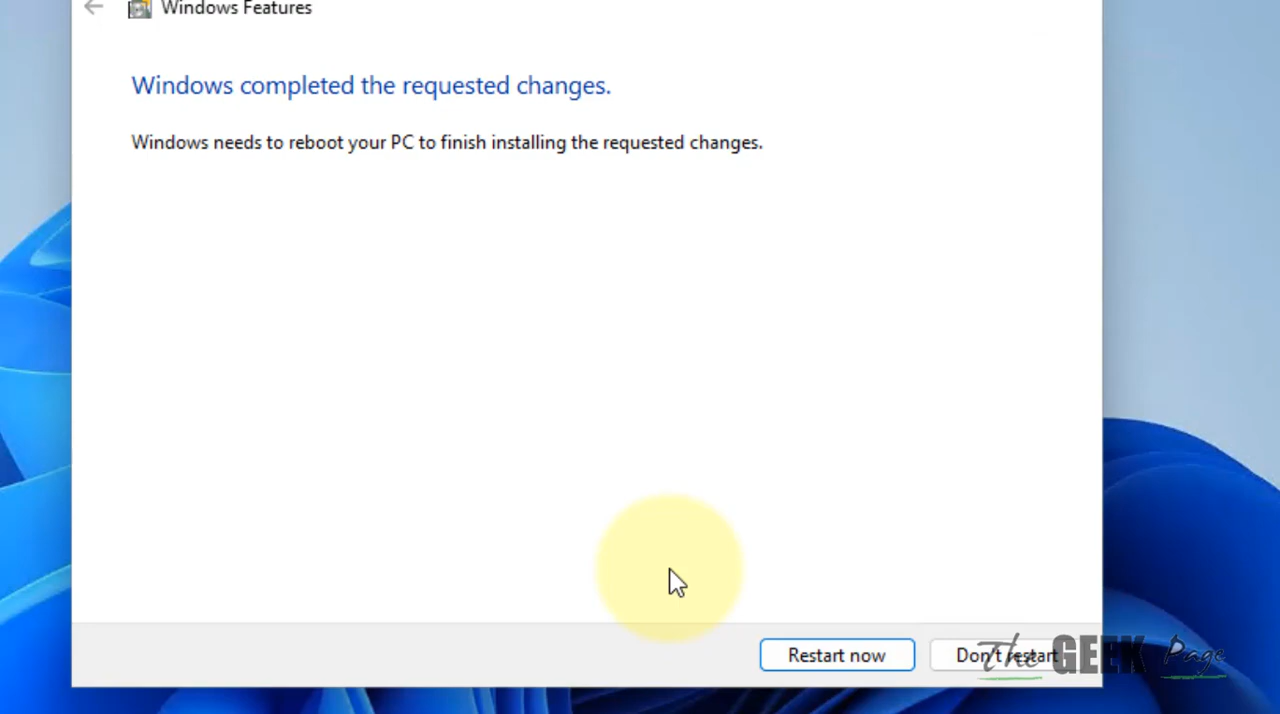 Windows Features
Windows completed the requested changes.
Windows needs to reboot your PC to finish installing the requested changes.
Restart now
Don't restart
The GEEK Page